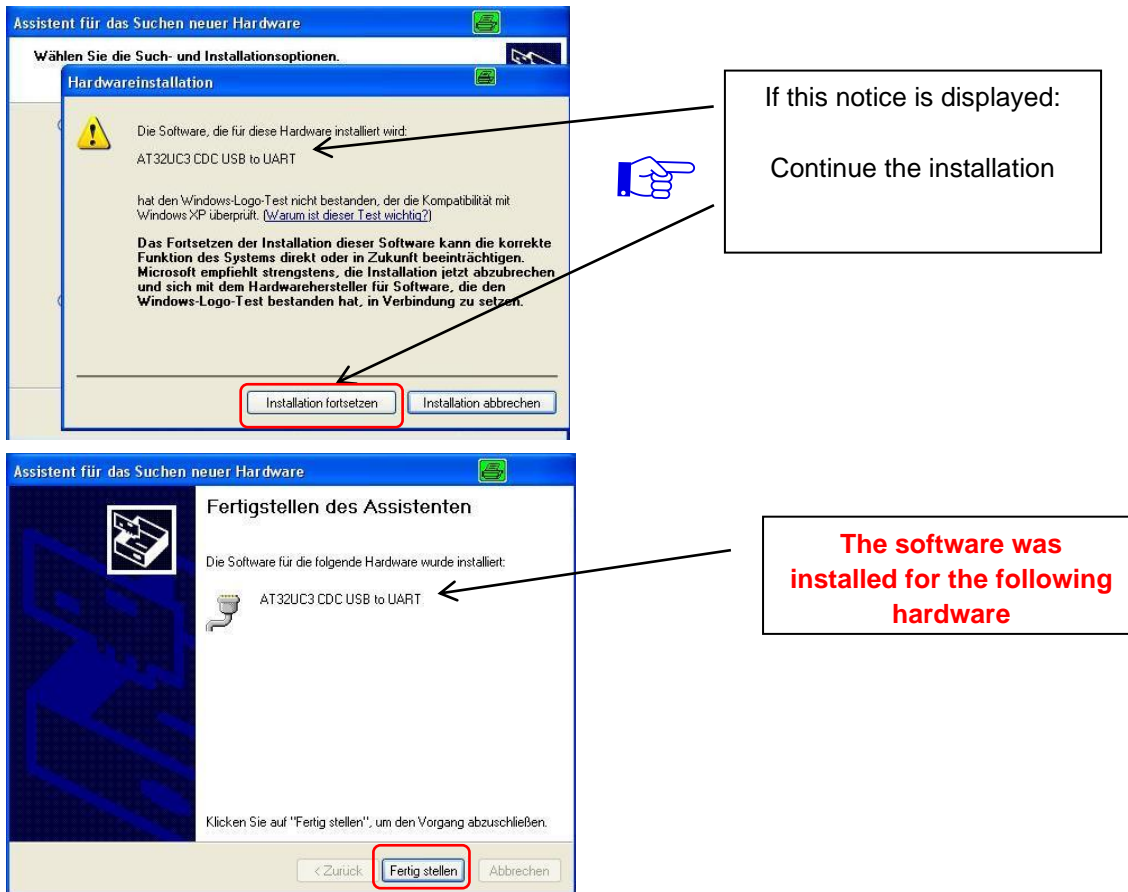 Assistent für das Suchen neuer Hardware
Wählen Sie die Such- und Installationsoptionen.
Hardwareinstallation
Die Software, die für diese Hardware installiert wird:
AT32UC3 CDC USB to UART
hat den Windows-Logo-Test nicht bestanden, der die Kompatibilität mit
Windows XP überprüft. (Warum ist dieser Test wichtig?)
Das Fortsetzen der Installation dieser Software kann die korrekte
Funktion des Systems direkt oder in Zukunft beeinträchtigen.
Microsoft empfiehlt strengstens, die Installation jetzt abzubrechen
und sich mit dem Hardwarehersteller für Software, die den
Windows-Logo-Test bestanden hat, in Verbindung zu setzen.
Installation fortsetzen
Installation abbrechen
If this notice is displayed:
Continue the installation
Assistent für das Suchen neuer Hardware
Fertigstellen des Assistenten
Die Software für die folgende Hardware wurde installiert:
AT32UC3 CDC USB to UART
Klicken Sie auf "Fertig stellen", um den Vorgang abzuschließen.
< Zurück
Fertig stellen
Abbrechen
The software was
installed for the following
hardware